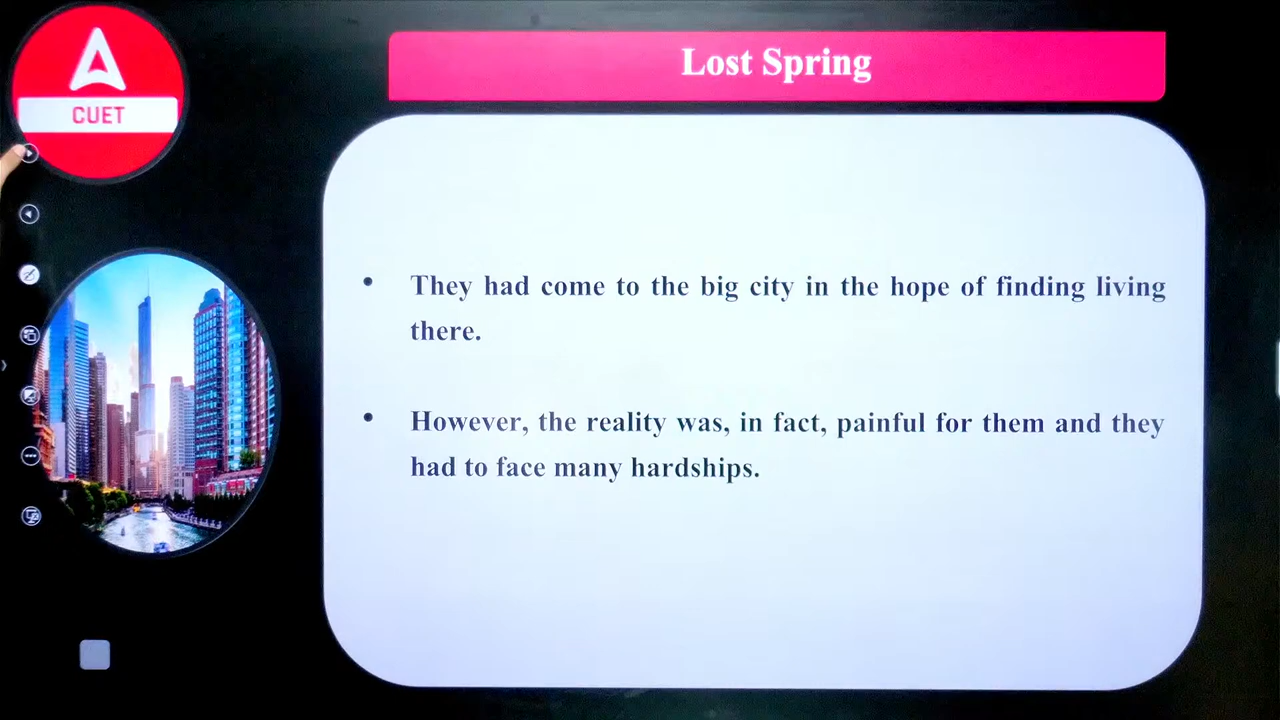 CUET
Lost Spring
• They had come to the big city in the hope of finding living
there.
• However, the reality was, in fact, painful for them and they
had to face many hardships.